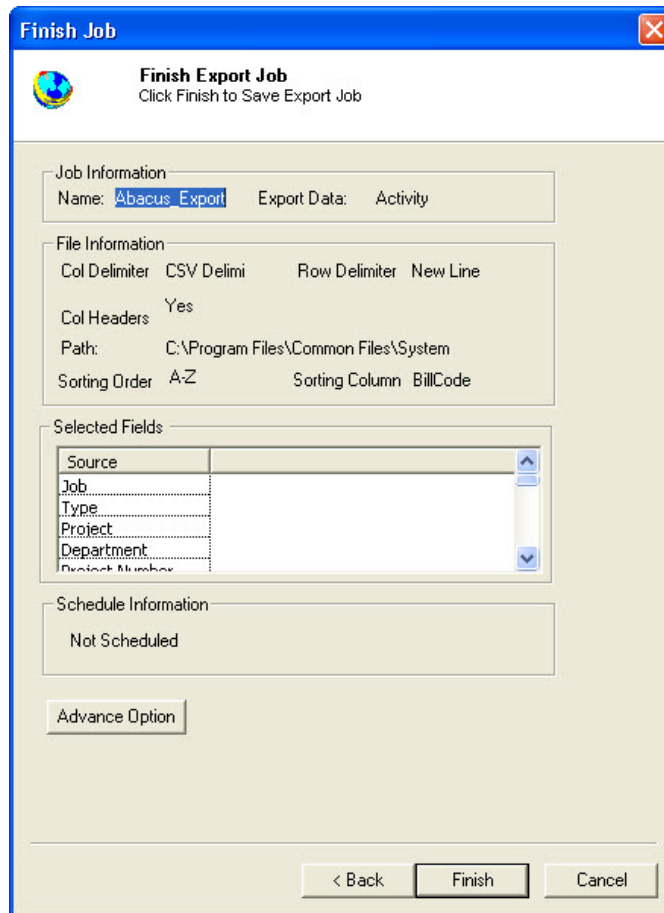 Finish Job
Finish Export Job
Click Finish to Save Export Job
Job Information
Name: Abacus_Export Export Data: Activity
File Information
Col Delimiter CSV Delimi Row Delimiter New Line
Col Headers Yes
Path: C:\Program Files\Common Files\System
Sorting Order A-Z Sorting Column BillCode
Selected Fields
Source
Job
Type
Project
Department
Project Number
Schedule Information
Not Scheduled
Advance Option
< Back Finish Cancel